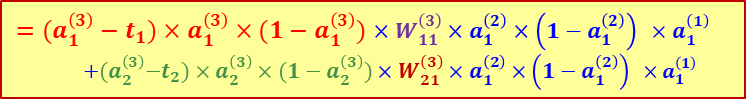 = (a₁⁽³⁾ − t₁) × a₁⁽³⁾ × (1 − a₁⁽³⁾) × W₁₁⁽³⁾ × a₁⁽²⁾ × (1 − a₁⁽²⁾) × a₁⁽¹⁾
+(a₂⁽³⁾−t₂) × a₂⁽³⁾ × (1 − a₂⁽³⁾) × W₂₁⁽³⁾ × a₁⁽²⁾ × (1 − a₁⁽²⁾) × a₁⁽¹⁾